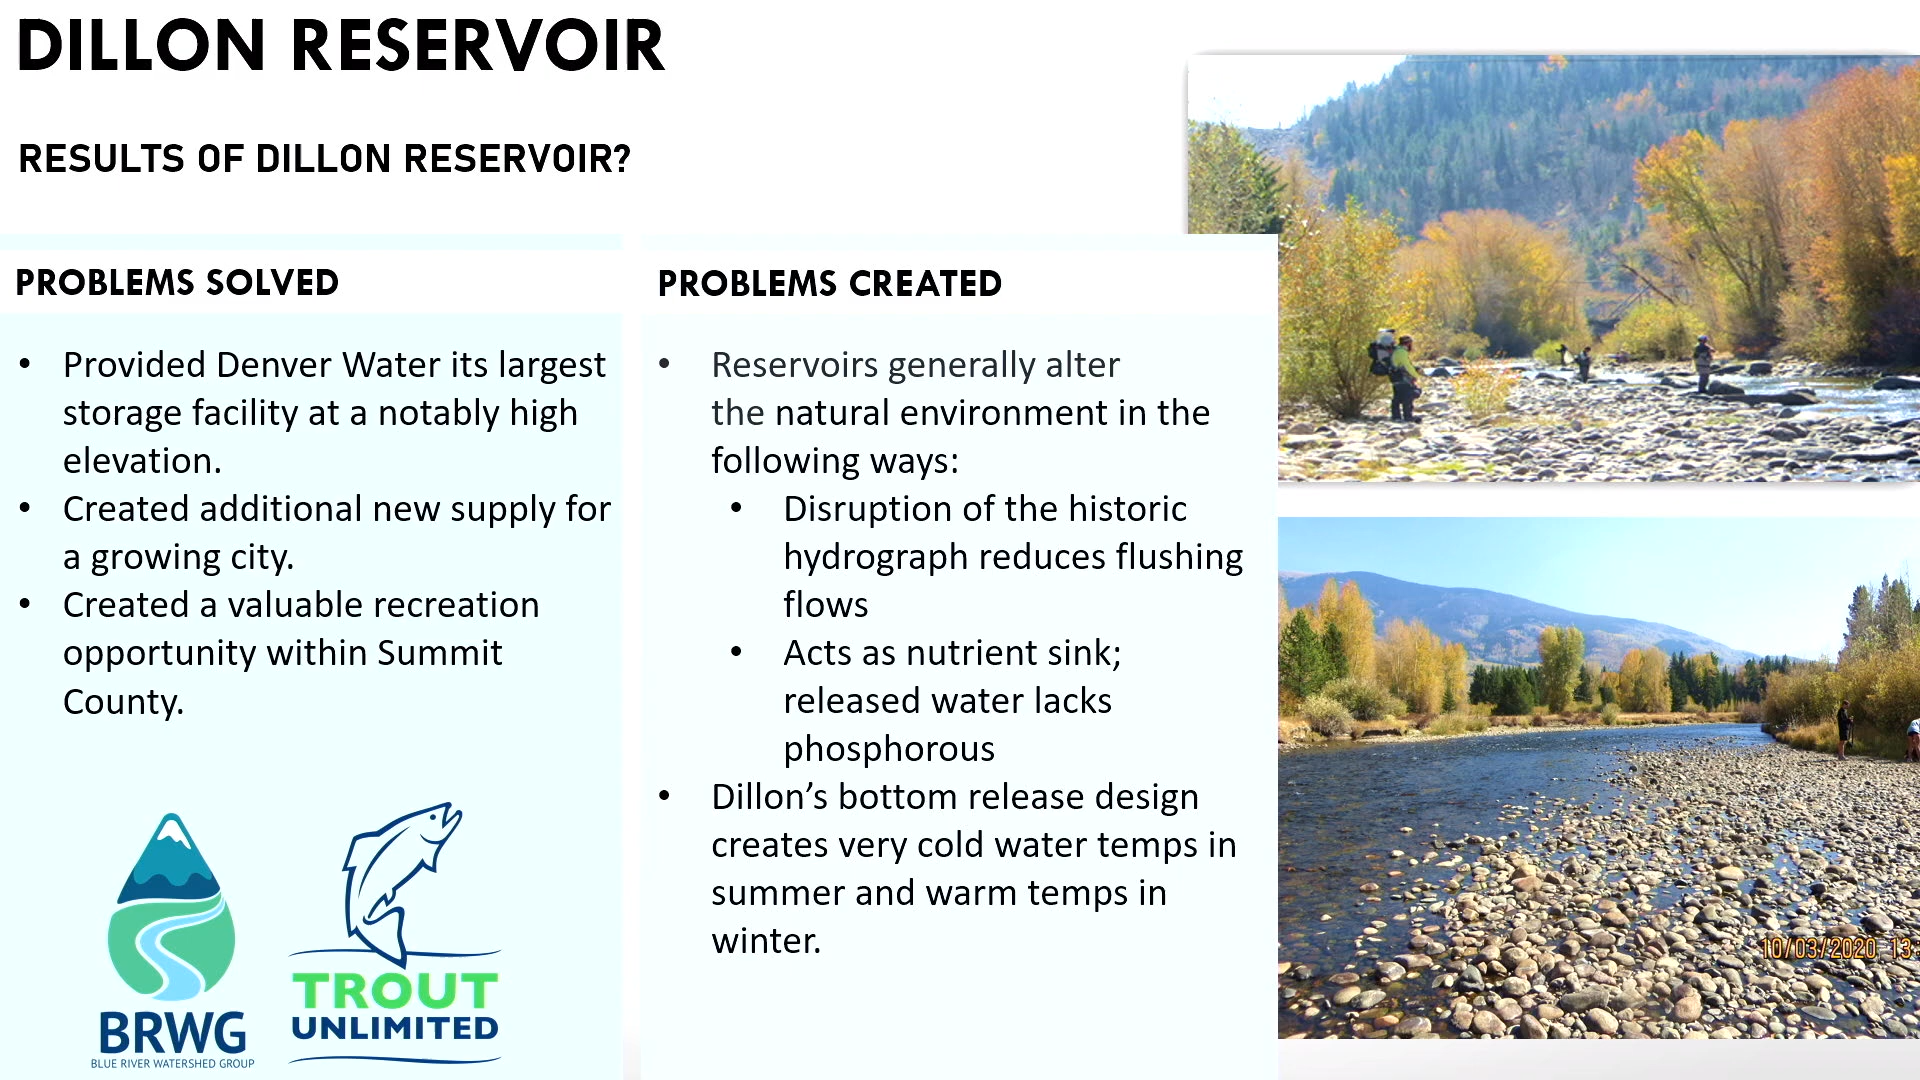 DILLON RESERVOIR
RESULTS OF DILLON RESERVOIR?
PROBLEMS SOLVED
• Provided Denver Water its largest
storage facility at a notably high
elevation.
• Created additional new supply for
a growing city.
• Created a valuable recreation
opportunity within Summit
County.
BRWG
BLUE RIVER WATERSHED GROUP
TROUT
UNLIMITED
PROBLEMS CREATED
• Reservoirs generally alter
the natural environment in the
following ways:
• Disruption of the historic
hydrograph reduces flushing
flows
• Acts as nutrient sink;
released water lacks
phosphorous
• Dillon’s bottom release design
creates very cold water temps in
summer and warm temps in
winter.
10/03/2020 13